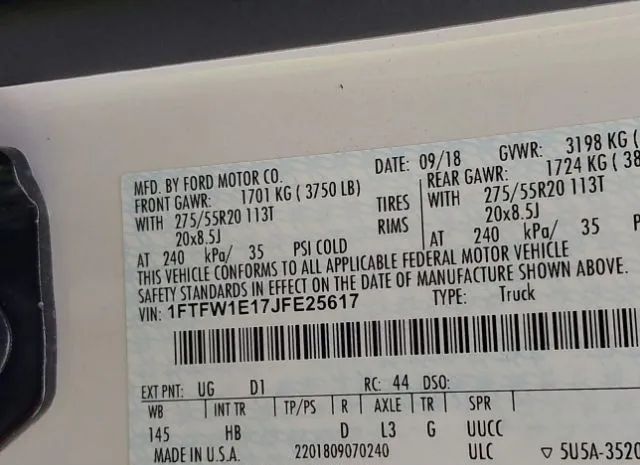 MFD. BY FORD MOTOR CO. DATE: 09/18 GVWR: 3198 KG (
FRONT GAWR: 1701 KG ( 3750 LB) REAR GAWR: 1724 KG ( 38
WITH 275/55R20 113T TIRES WITH 275/55R20 113T
20x8.5J RIMS 20x8.5J
AT 240 kPa/ 35 PSI COLD AT 240 kPa/ 35 P
THIS VEHICLE CONFORMS TO ALL APPLICABLE FEDERAL MOTOR VEHICLE
SAFETY STANDARDS IN EFFECT ON THE DATE OF MANUFACTURE SHOWN ABOVE.
VIN: 1FTFW1E17JFE25617 TYPE: Truck
EXT PNT: UG D1 RC: 44 DSO:
WB INT TR TP/PS R AXLE TR SPR
145 HB D L3 G UUCC
MADE IN U.S.A. 2201809070240 ULC ▽ 5U5A-3520